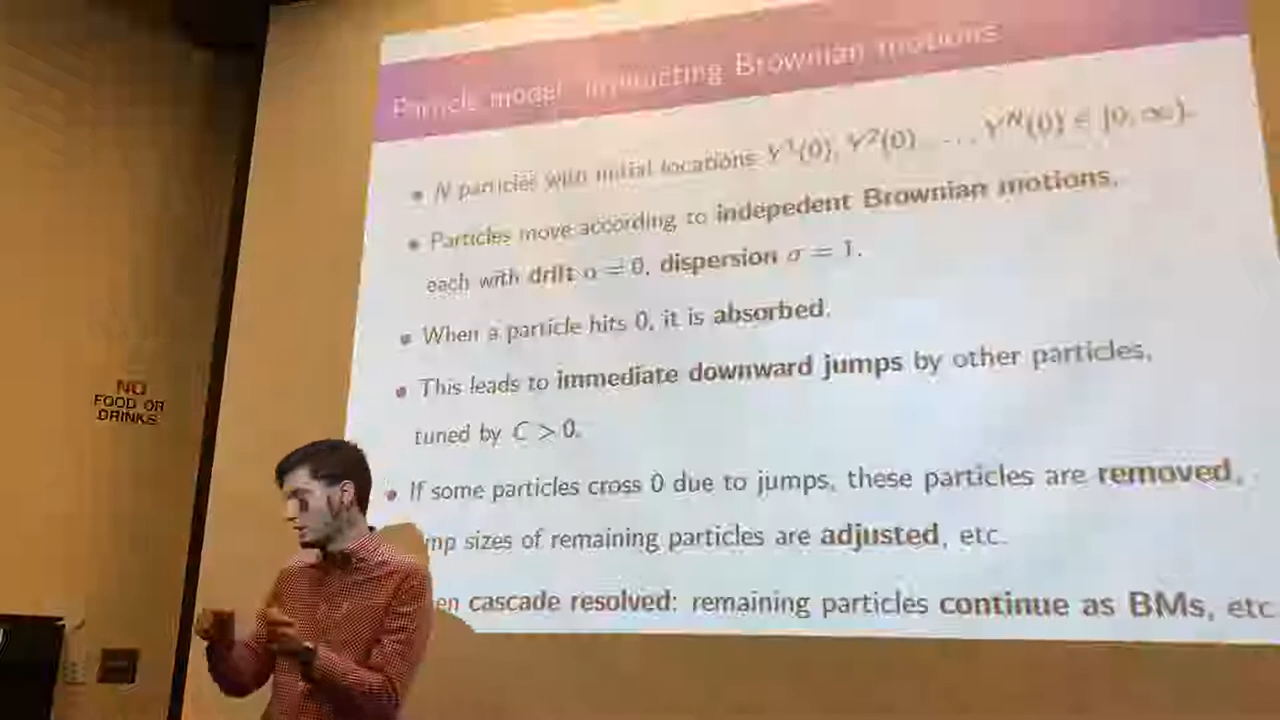 Particle model: interacting Brownian motions
NO
FOOD OR
DRINKS
• N particles with initial locations Y¹(0), Y²(0), ..., Yᴺ(0) ∈ [0, ∞).
• Particles move according to indepedent Brownian motions,
each with drift α = 0, dispersion σ = 1.
• When a particle hits 0, it is absorbed.
• This leads to immediate downward jumps by other particles,
tuned by C > 0.
• If some particles cross 0 due to jumps, these particles are removed,
mp sizes of remaining particles are adjusted, etc.
en cascade resolved: remaining particles continue as BMs, etc